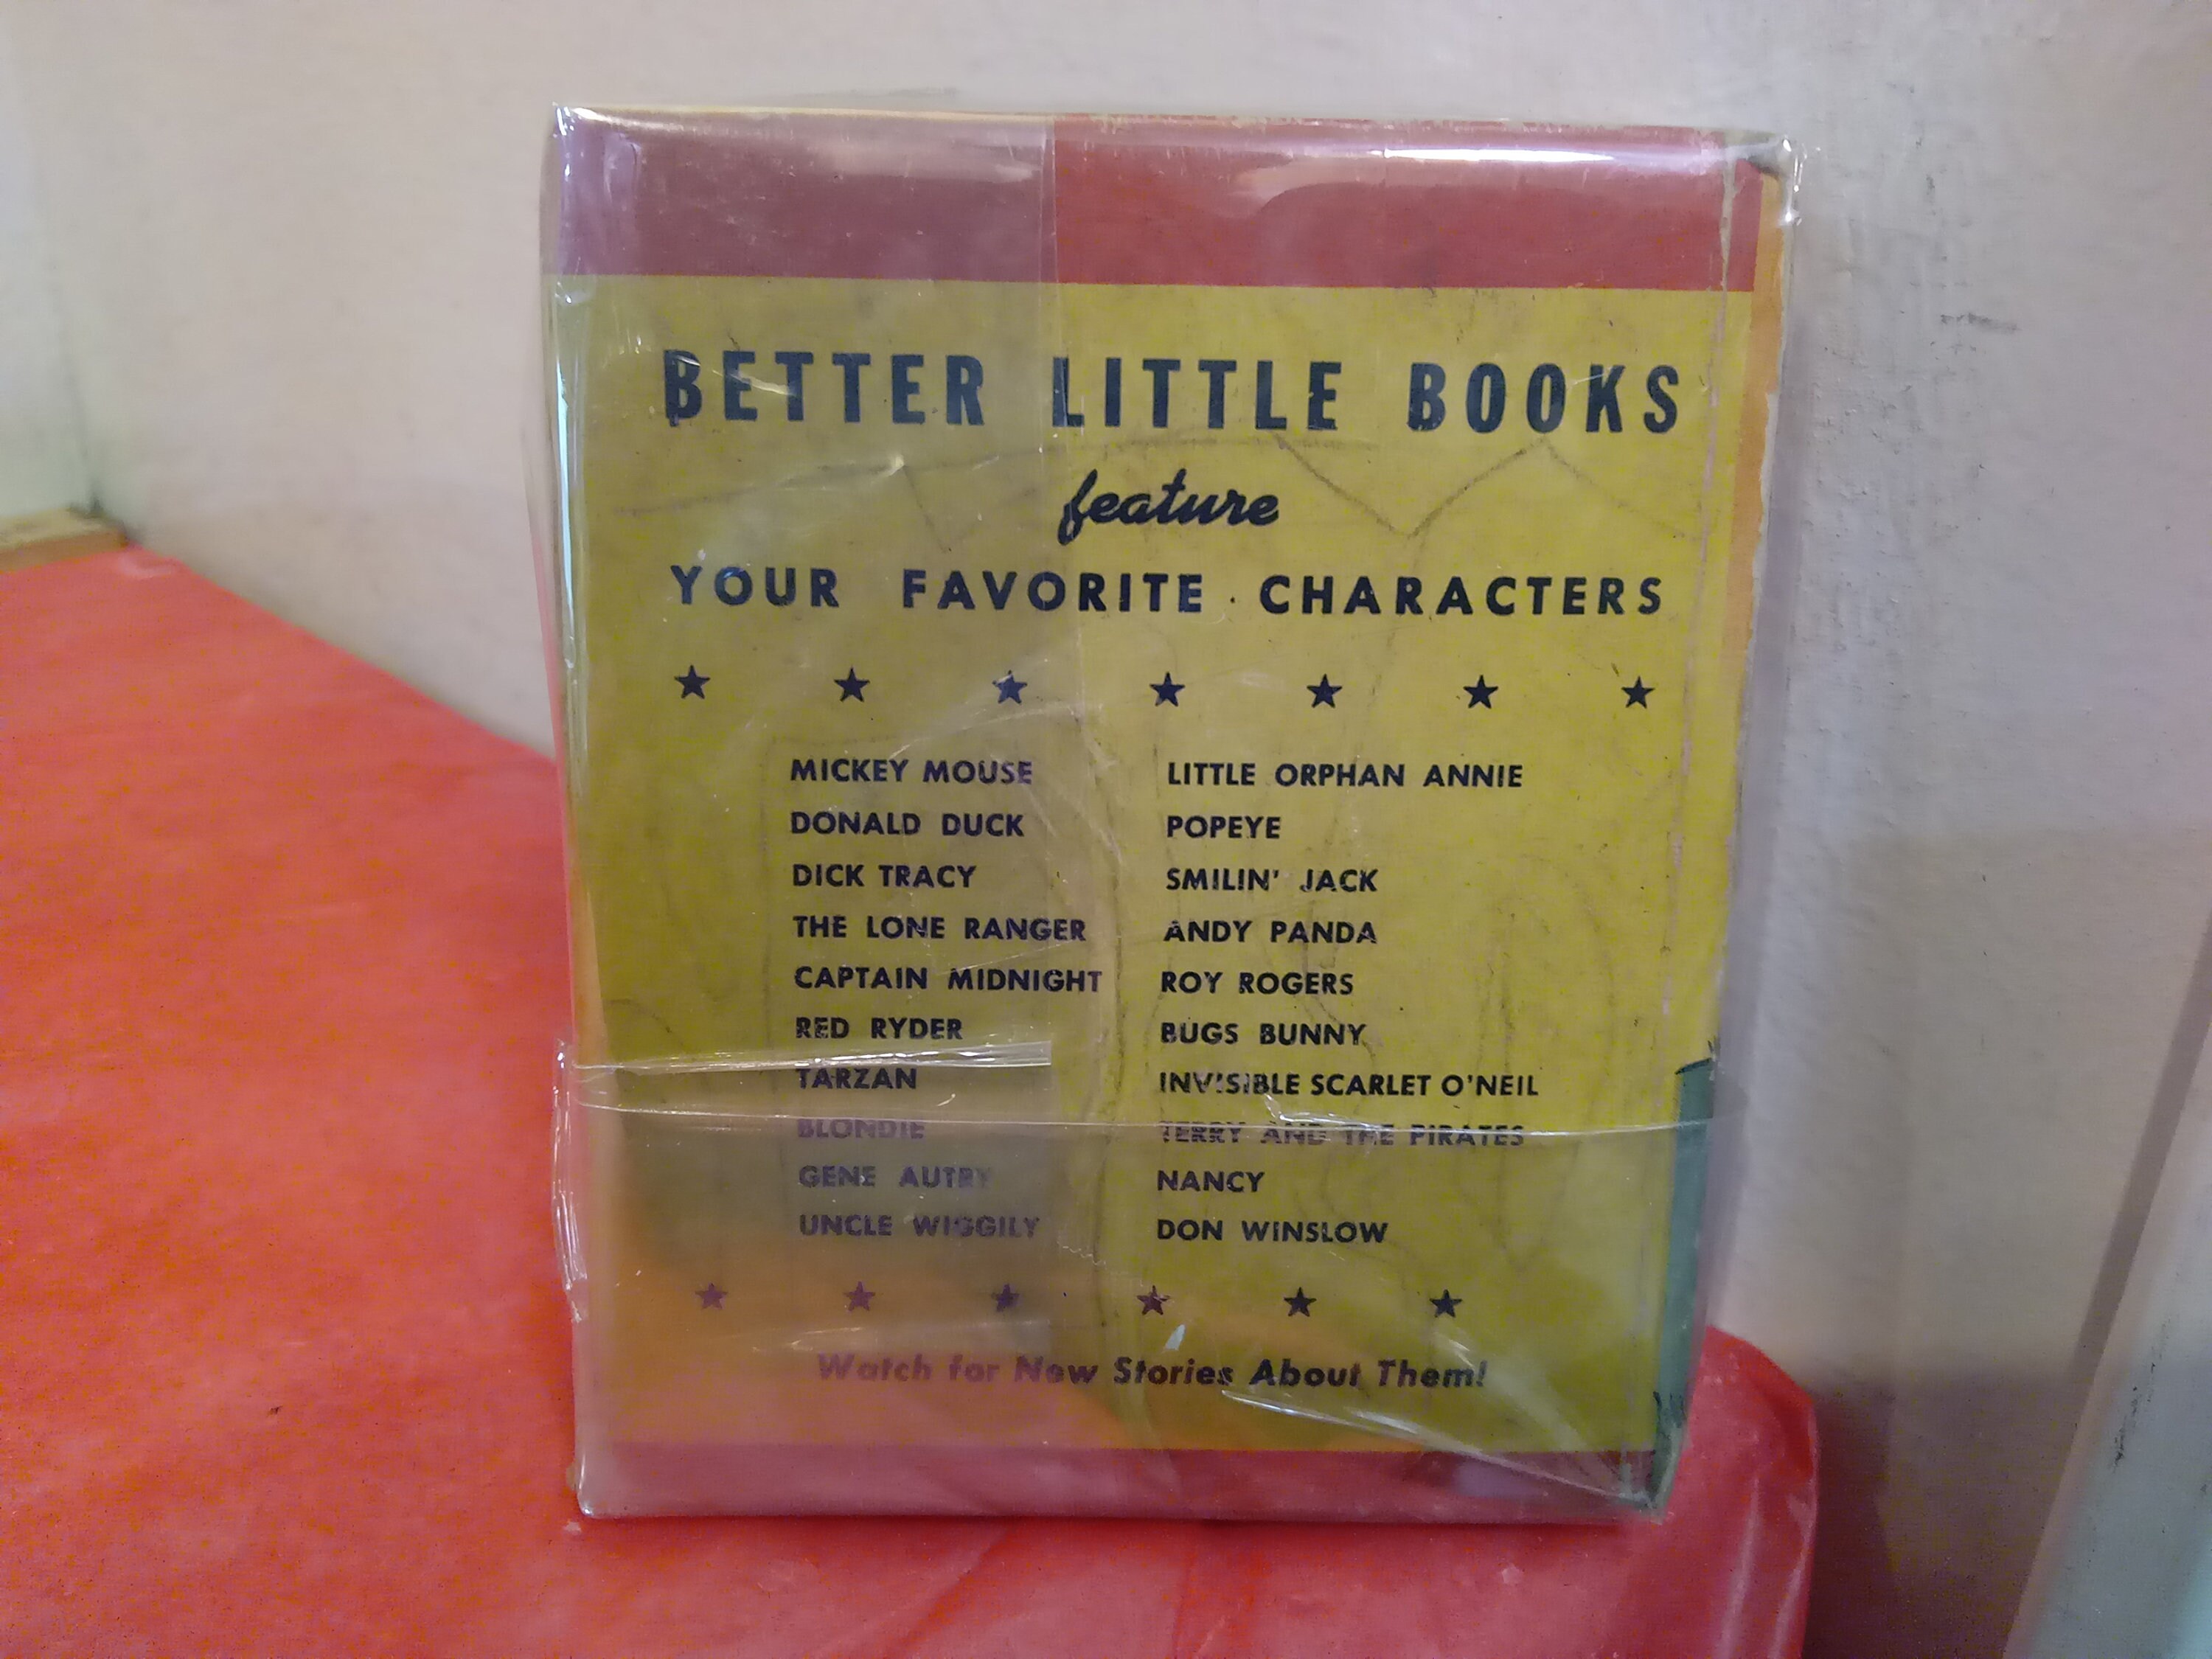 BETTER LITTLE BOOKS
feature
YOUR FAVORITE CHARACTERS
MICKEY MOUSE
DONALD DUCK
DICK TRACY
THE LONE RANGER
CAPTAIN MIDNIGHT
RED RYDER
TARZAN
BLONDIE
GENE AUTRY
UNCLE WIGGILY
LITTLE ORPHAN ANNIE
POPEYE
SMILIN' JACK
ANDY PANDA
ROY ROGERS
BUGS BUNNY
INVISIBLE SCARLET O'NEIL
TERRY AND THE PIRATES
NANCY
DON WINSLOW
Watch for New Stories About Them!